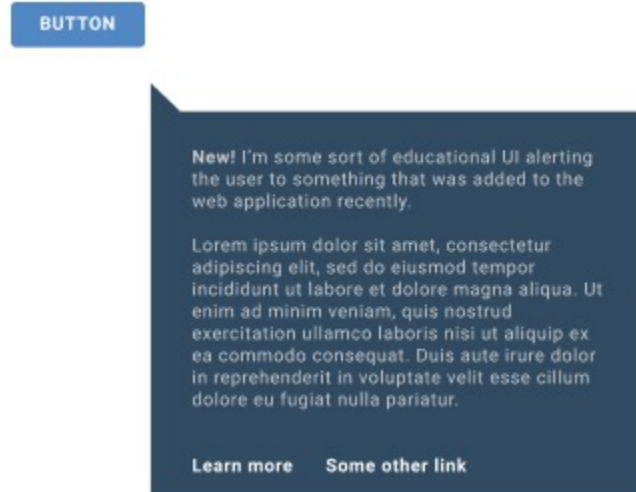 BUTTON
New! I'm some sort of educational UI alerting
the user to something that was added to the
web application recently.
Lorem ipsum dolor sit amet, consectetur
adipiscing elit, sed do eiusmod tempor
incididunt ut labore et dolore magna aliqua. Ut
enim ad minim veniam, quis nostrud
exercitation ullamco laboris nisi ut aliquip ex
ea commodo consequat. Duis aute irure dolor
in reprehenderit in voluptate velit esse cillum
dolore eu fugiat nulla pariatur.
Learn more Some other link